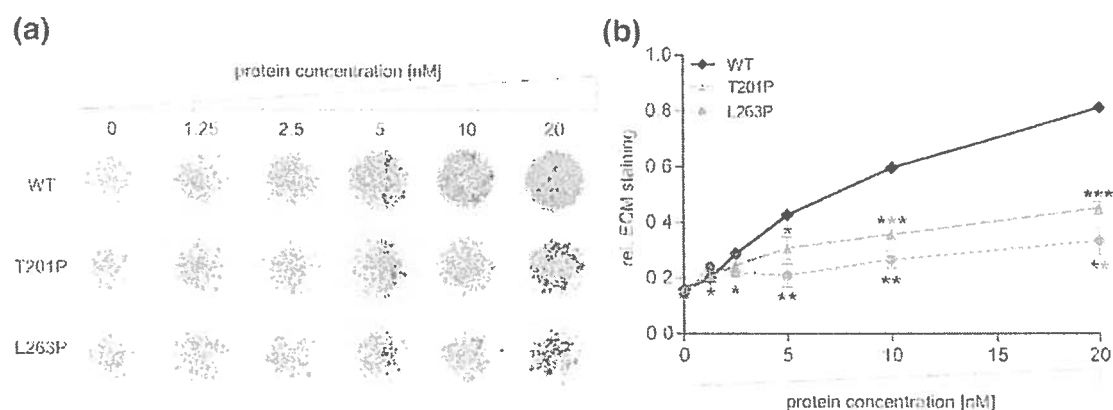 (a)
protein concentration [nM]
0 1.25 2.5 5 10 20
WT
T201P
L263P
(b)
1.0
0.8
0.6
0.4
0.2
0.0
rel. ECM staining
WT
T201P
L263P
* * * ** *** ** *** **
0 5 10 15 20
protein concentration [nM]